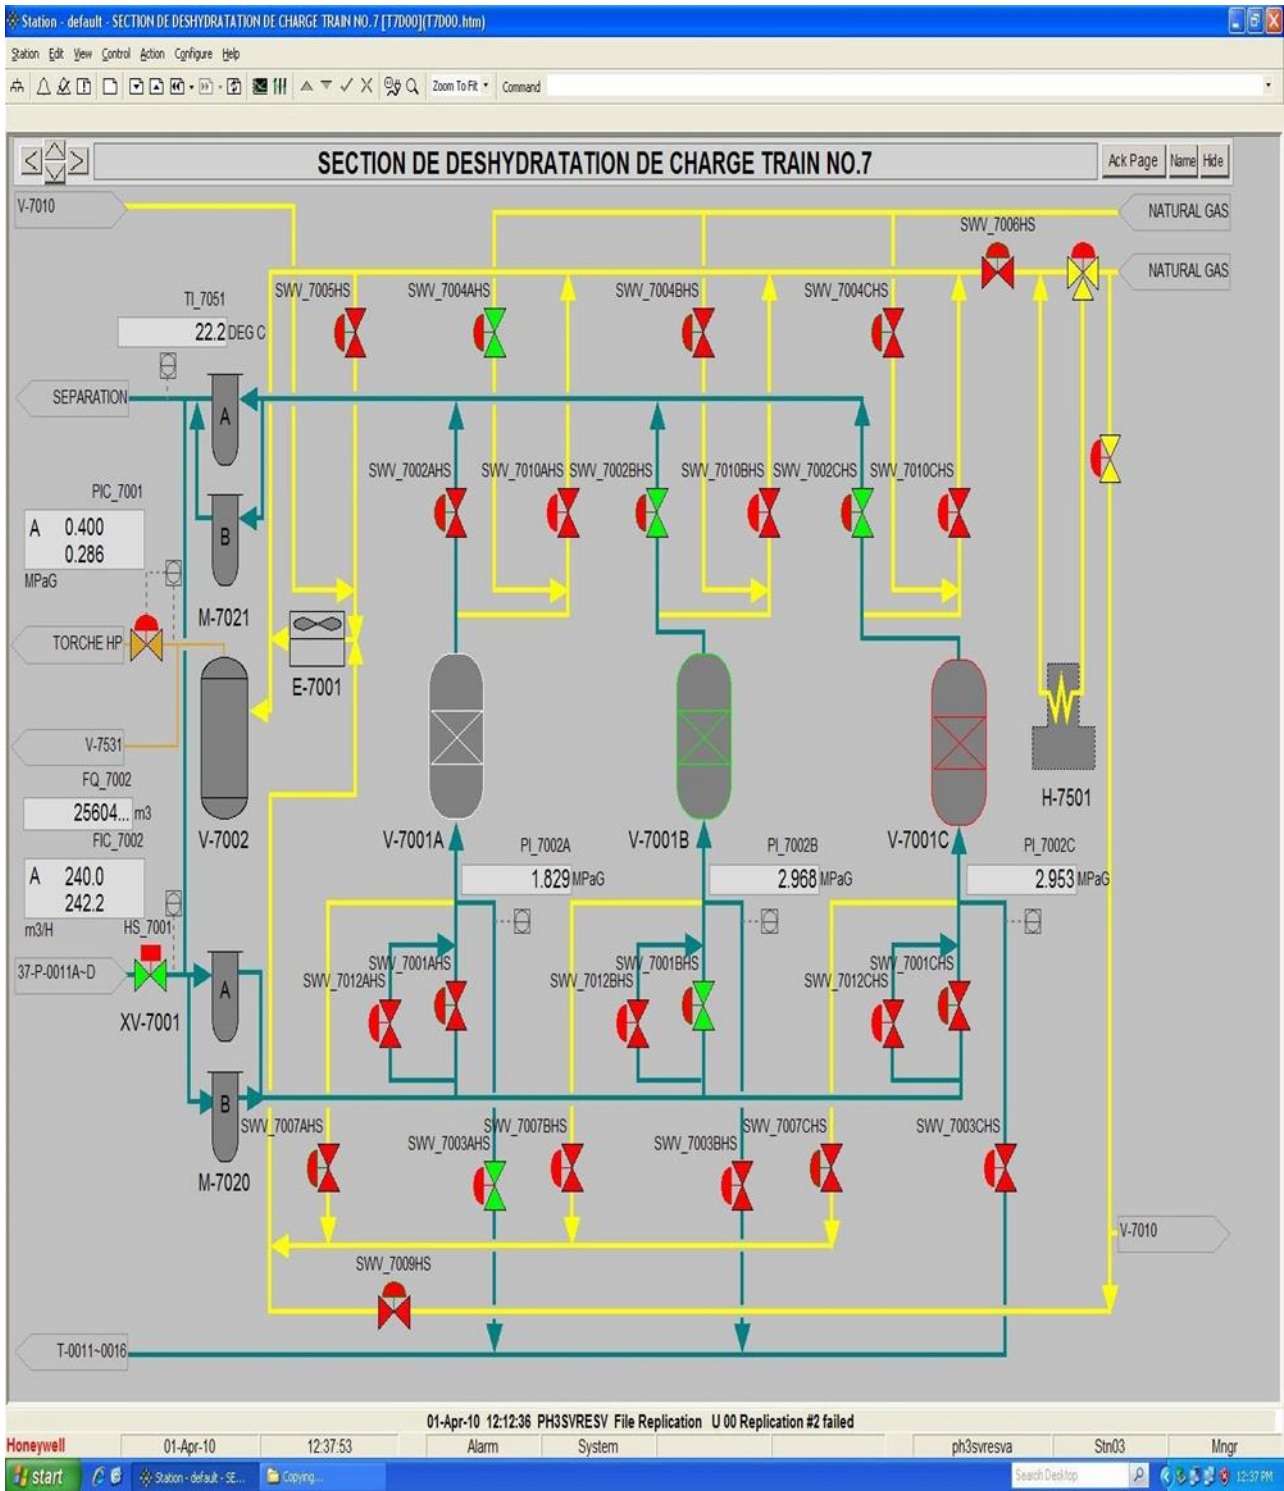 Station - default - SECTION DE DESHYDRATATION DE CHARGE TRAIN NO.7 [T7D00](T7D00.htm)
Station Edit View Control Action Configure Help
Zoom To Fit Command
SECTION DE DESHYDRATATION DE CHARGE TRAIN NO.7
Ack Page Name Hide
V-7010
NATURAL GAS
SWV_7006HS
NATURAL GAS
TI_7051
SWV_7005HS SWV_7004AHS SWV_7004BHS SWV_7004CHS
22.2 DEG C
SEPARATION
A
SWV_7002AHS SWV_7010AHS SWV_7002BHS SWV_7010BHS SWV_7002CHS SWV_7010CHS
PIC_7001
A 0.400
0.286
MPaG
B
M-7021
TORCHE HP
E-7001
V-7531
FQ_7002
25604... m3
H-7501
FIC_7002
V-7002 V-7001A V-7001B V-7001C
PI_7002A PI_7002B PI_7002C
1.829 MPaG 2.968 MPaG 2.953 MPaG
A 240.0
242.2
m3/H
HS_7001
37-P-0011A~D
SWV_7001AHS SWV_7001BHS SWV_7001CHS
SWV_7012AHS SWV_7012BHS SWV_7012CHS
A
XV-7001
B
SWV_7007AHS SWV_7003AHS SWV_7007BHS SWV_7003BHS SWV_7007CHS SWV_7003CHS
M-7020
V-7010
SWV_7009HS
T-0011~0016
01-Apr-10 12:12:36 PH3SVRESV File Replication U 00 Replication #2 failed
Honeywell 01-Apr-10 12:37:53 Alarm System ph3svresva Stn03 Mngr
start Station - default - SE... Copying... Search Desktop 12:37 PM